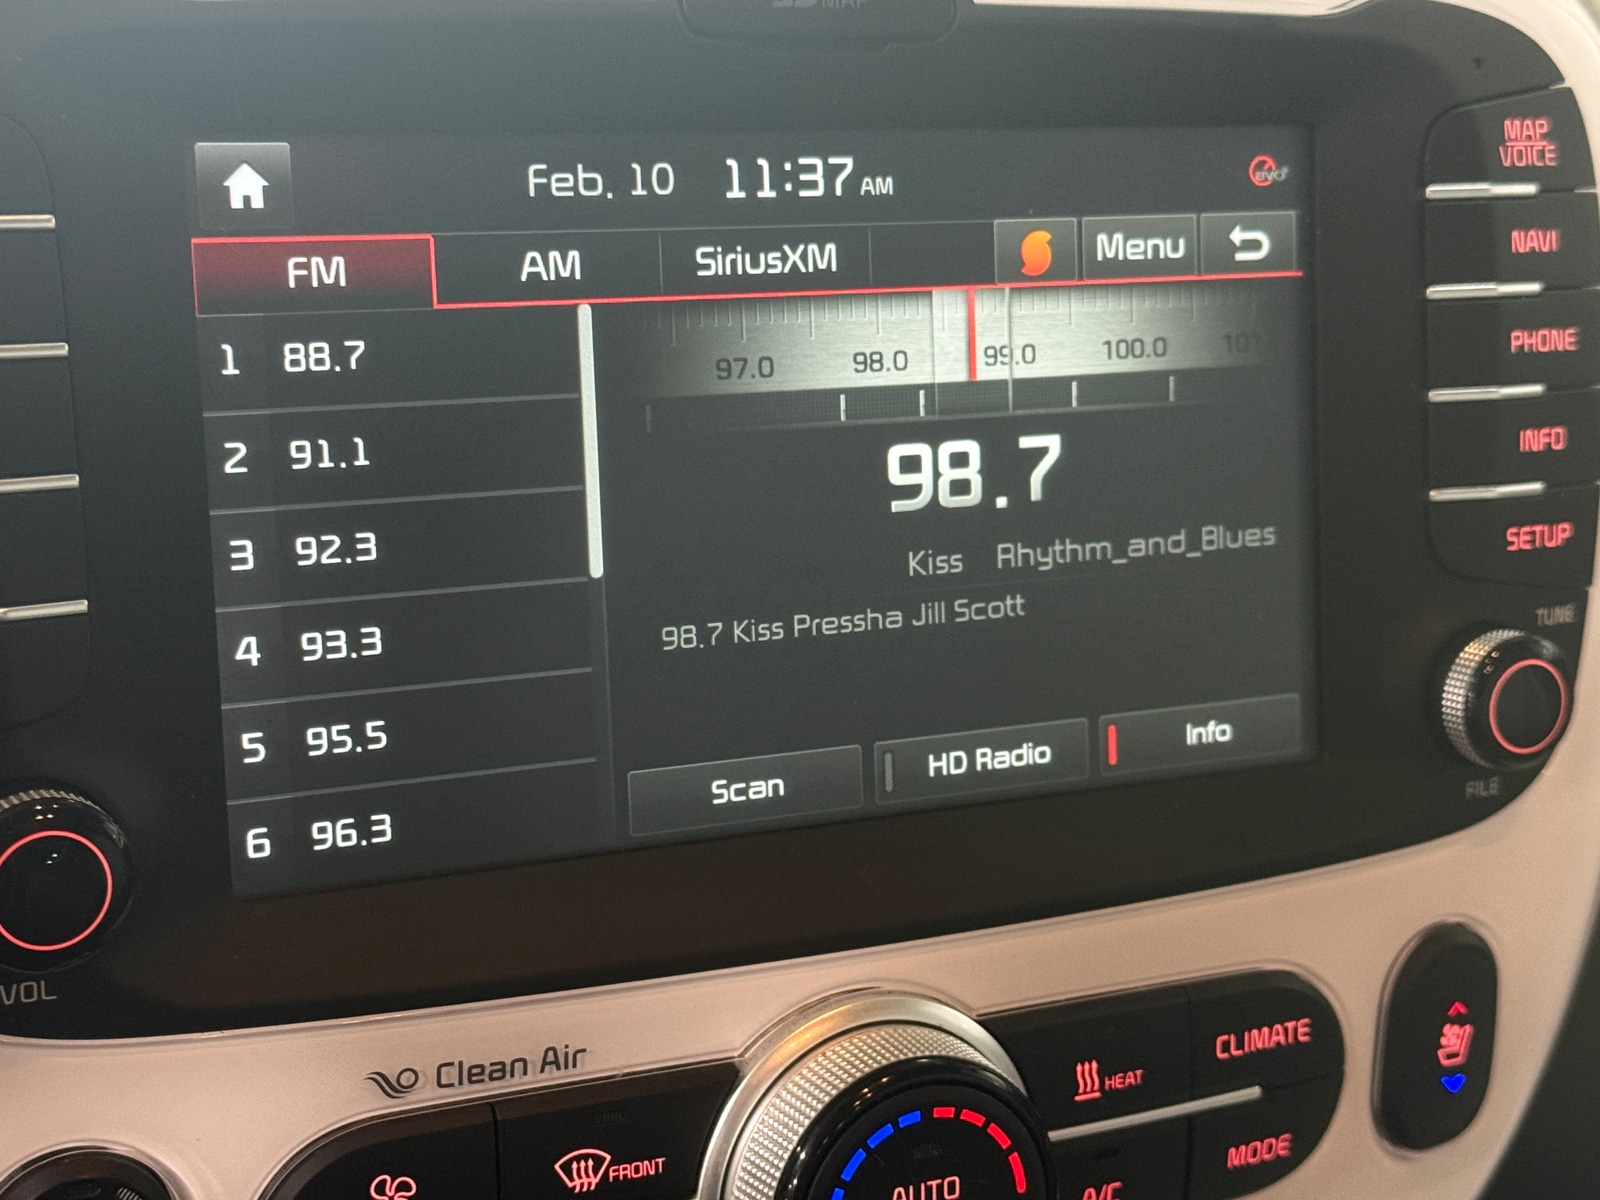 MAP
Feb. 10 11:37 AM
FM AM SiriusXM Menu
1 88.7
2 91.1
3 92.3
4 93.3
5 95.5
6 96.3
97.0 98.0 99.0 100.0 101
98.7
Kiss Rhythm_and_Blues
98.7 Kiss Pressha Jill Scott
Scan HD Radio Info
MAP
VOICE
NAVI
PHONE
INFO
SETUP
TUNE
FILE
VOL
Clean Air
FRONT
AUTO
HEAT
CLIMATE
A/C
MODE